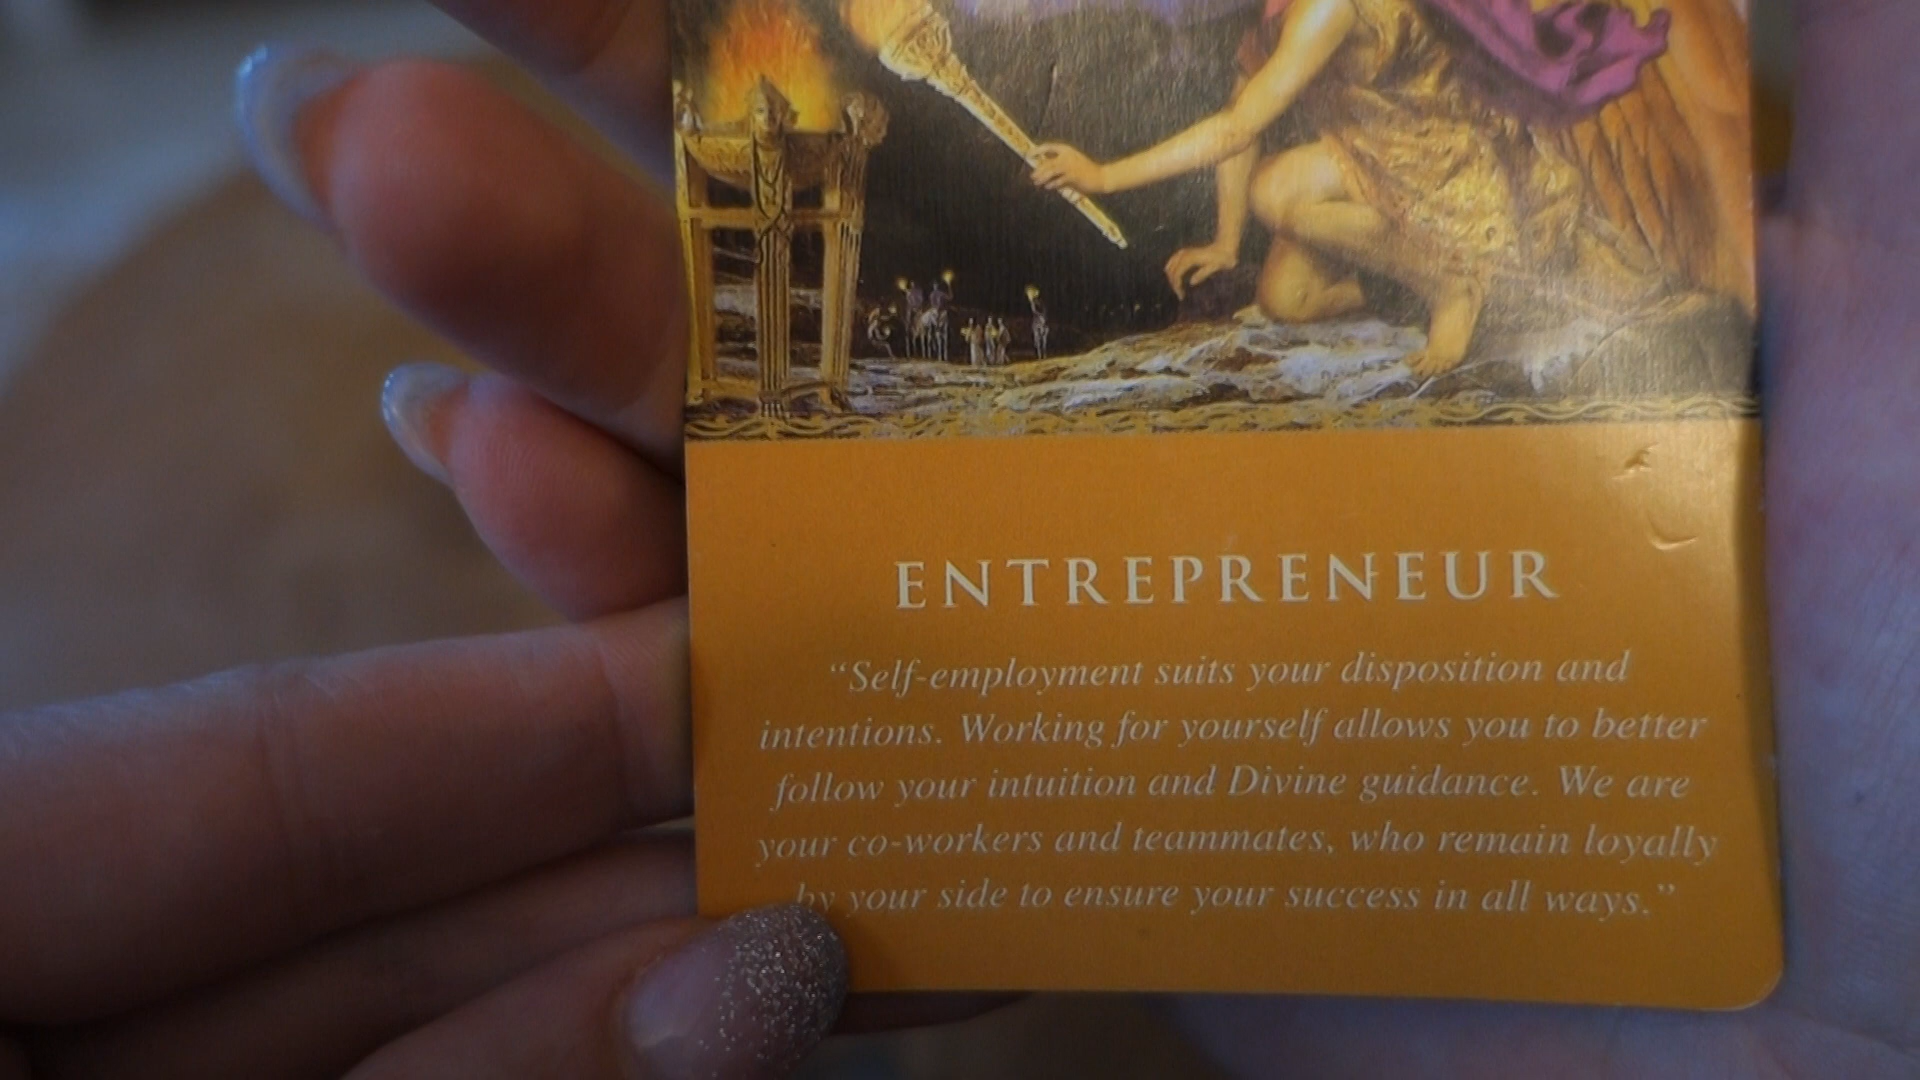 ENTREPRENEUR
“Self-employment suits your disposition and
intentions. Working for yourself allows you to better
follow your intuition and Divine guidance. We are
your co-workers and teammates, who remain loyally
by your side to ensure your success in all ways.”